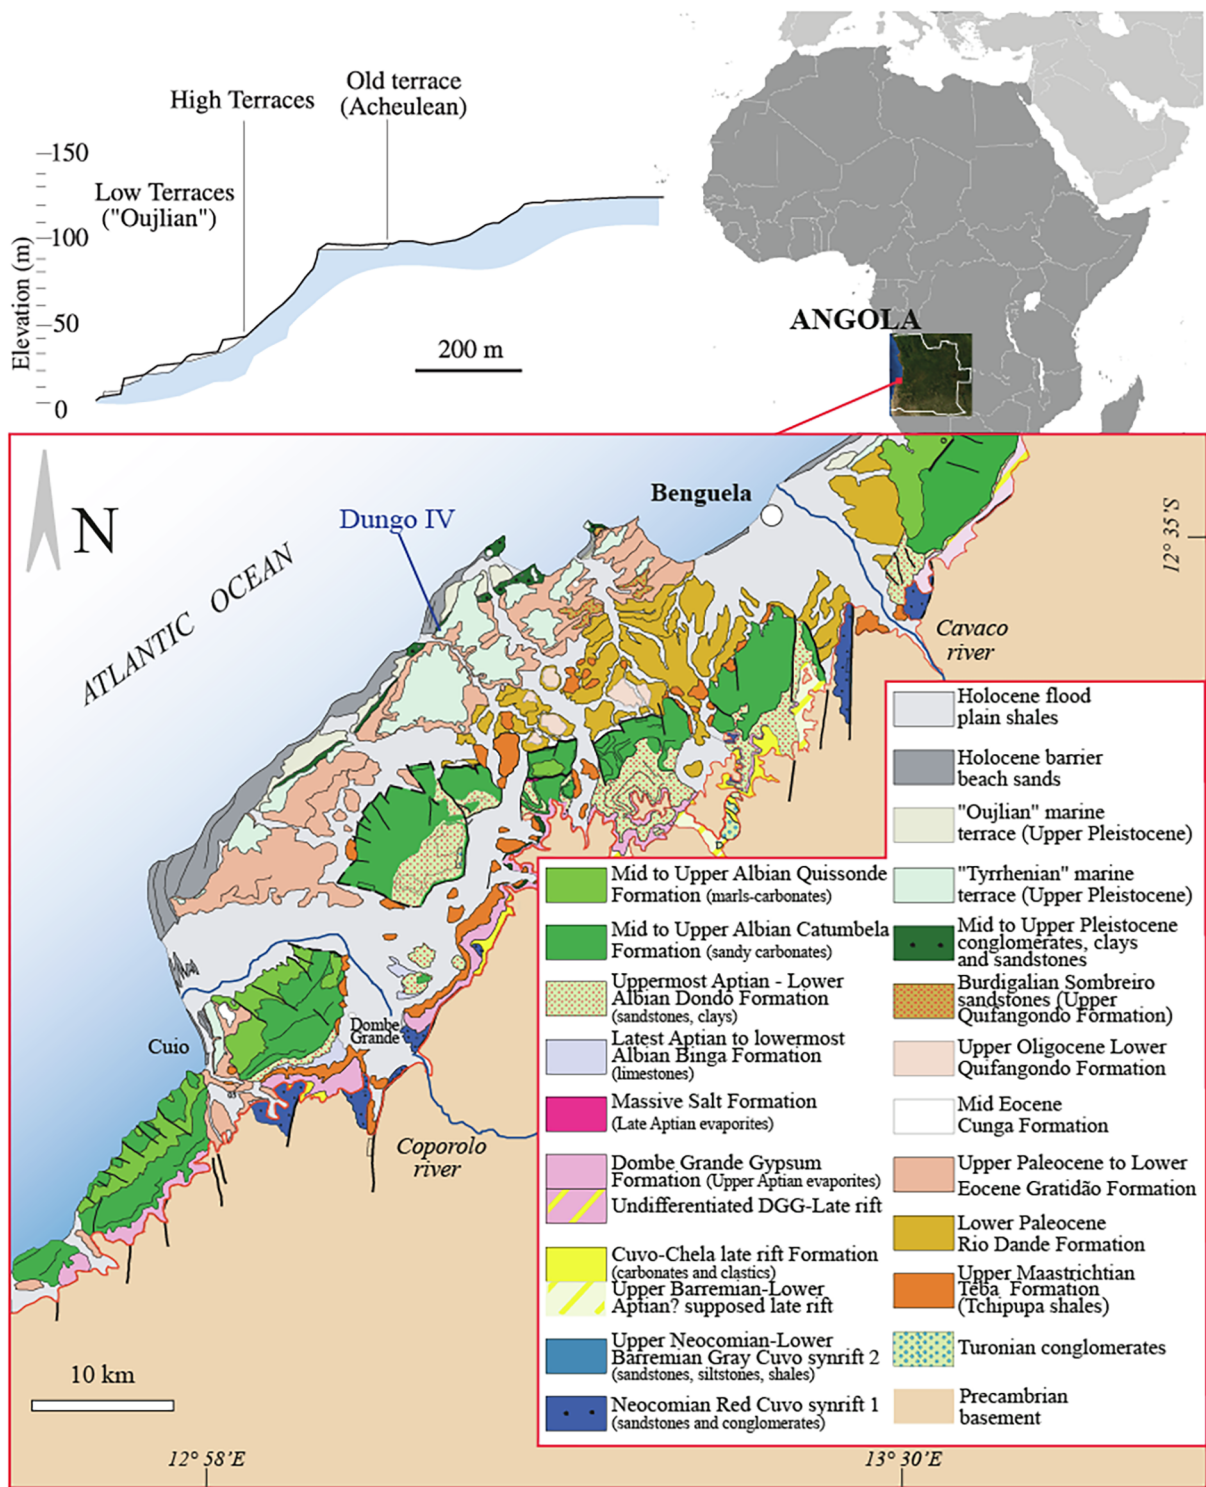 High Terraces
Old terrace
(Acheulean)
150
Low Terraces
("Oujlian")
100
50
0
Elevation (m)
200 m
ANGOLA
N
Dungo IV
Benguela
ATLANTIC OCEAN
12° 35'S
Cavaco
river
Cuio
Dombe
Grande
Coporolo
river
10 km
12° 58'E
13° 30'E
Holocene flood
plain shales
Holocene barrier
beach sands
"Oujlian" marine
terrace (Upper Pleistocene)
"Tyrrhenian" marine
terrace (Upper Pleistocene)
Mid to Upper Pleistocene
conglomerates, clays
and sandstones
Burdigalian Sombreiro
sandstones (Upper
Quifangondo Formation)
Upper Oligocene Lower
Quifangondo Formation
Mid Eocene
Cunga Formation
Upper Paleocene to Lower
Eocene Gratidão Formation
Lower Paleocene
Rio Dande Formation
Upper Maastrichtian
Teba Formation
(Tchipupa shales)
Turonian conglomerates
Precambrian
basement
Mid to Upper Albian Quissonde
Formation (marls-carbonates)
Mid to Upper Albian Catumbela
Formation (sandy carbonates)
Uppermost Aptian - Lower
Albian Dondo Formation
(sandstones, clays)
Latest Aptian to lowermost
Albian Binga Formation
(limestones)
Massive Salt Formation
(Late Aptian evaporites)
Dombe Grande Gypsum
Formation (Upper Aptian evaporites)
Undifferentiated DGG-Late rift
Cuvo-Chela late rift Formation
(carbonates and clastics)
Upper Barremian-Lower
Aptian? supposed late rift
Upper Neocomian-Lower
Barremian Gray Cuvo synrift 2
(sandstones, siltstones, shales)
Neocomian Red Cuvo synrift 1
(sandstones and conglomerates)